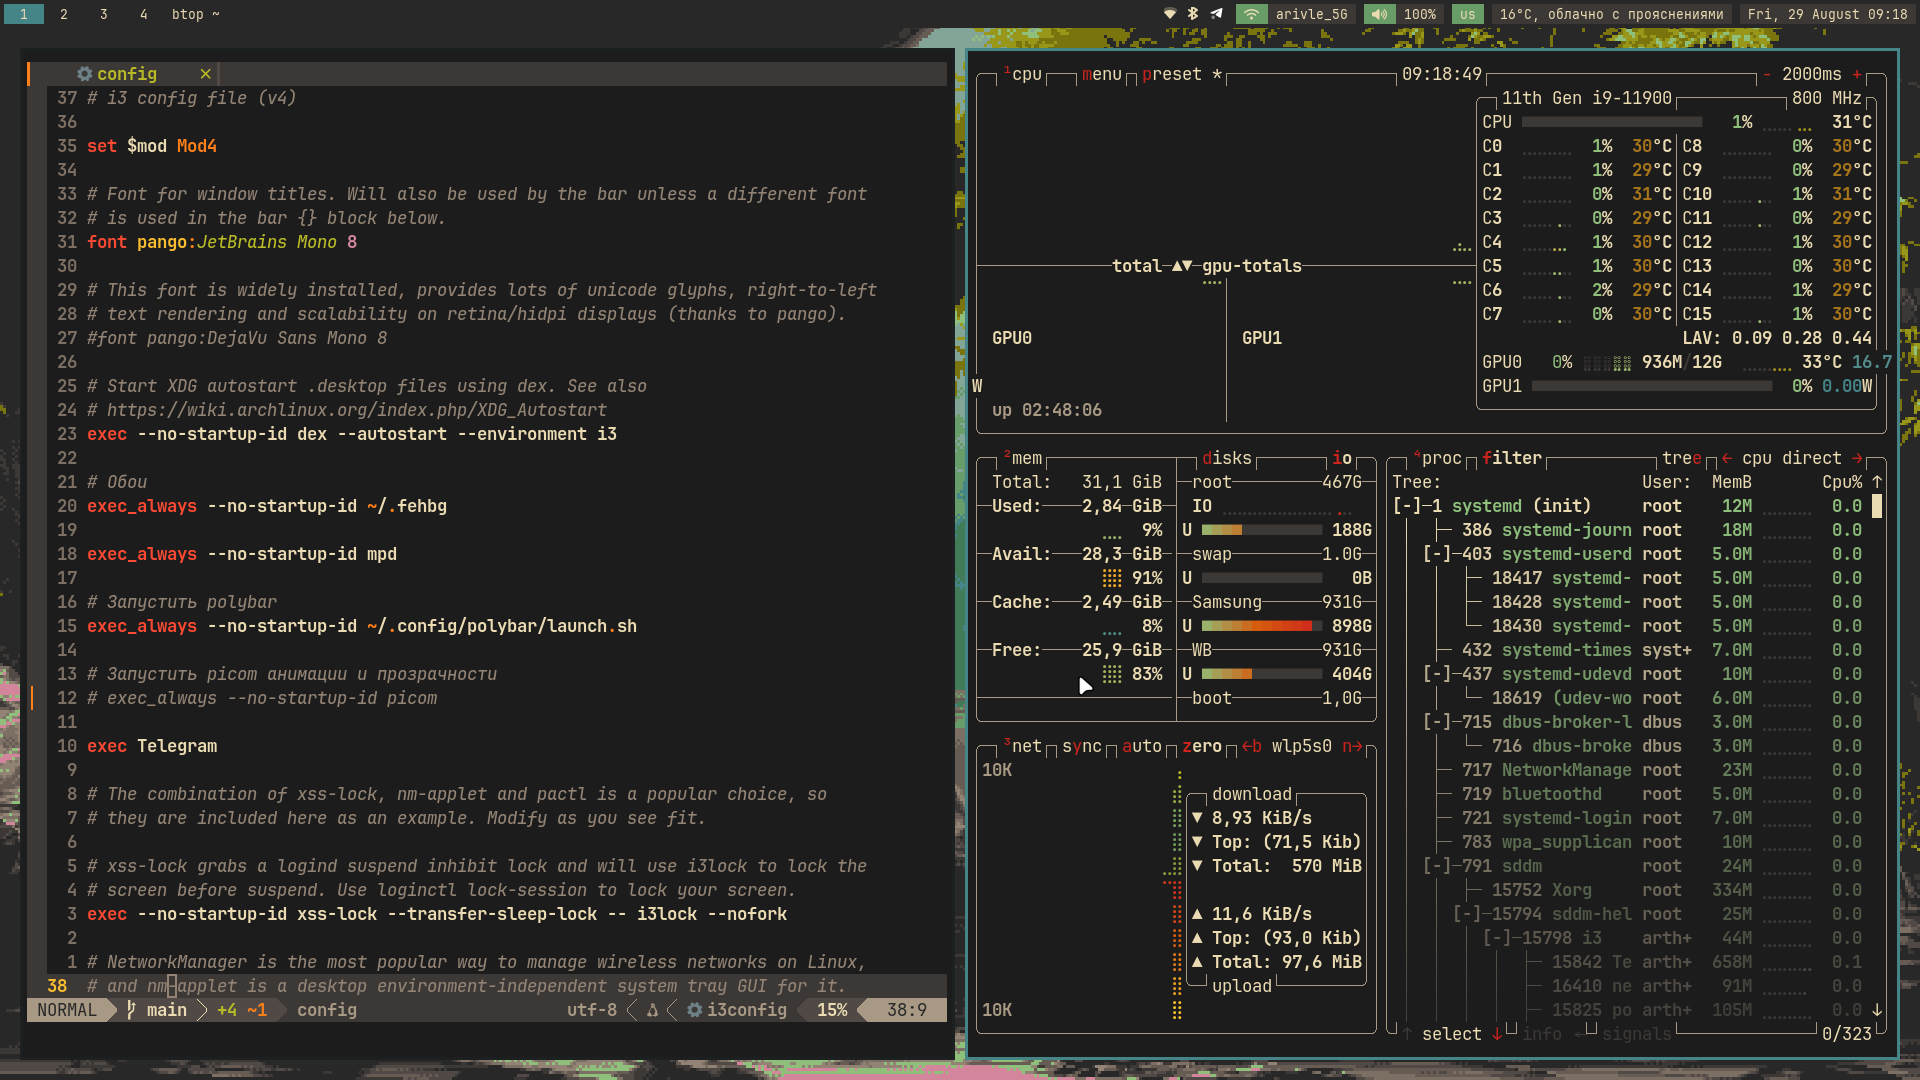 1 2 3 4 btop ~
arivle_5G 100% us 16°C, облачно с прояснениями Fri, 29 August 09:18
config ×
37 # i3 config file (v4)
36
35 set $mod Mod4
34
33 # Font for window titles. Will also be used by the bar unless a different font
32 # is used in the bar {} block below.
31 font pango:JetBrains Mono 8
30
29 # This font is widely installed, provides lots of unicode glyphs, right-to-left
28 # text rendering and scalability on retina/hidpi displays (thanks to pango).
27 #font pango:DejaVu Sans Mono 8
26
25 # Start XDG autostart .desktop files using dex. See also
24 # https://wiki.archlinux.org/index.php/XDG_Autostart
23 exec --no-startup-id dex --autostart --environment i3
22
21 # Обои
20 exec_always --no-startup-id ~/.fehbg
19
18 exec_always --no-startup-id mpd
17
16 # Запустить polybar
15 exec_always --no-startup-id ~/.config/polybar/launch.sh
14
13 # Запустить picom анимации и прозрачности
12 # exec_always --no-startup-id picom
11
10 exec Telegram
9
8 # The combination of xss-lock, nm-applet and pactl is a popular choice, so
7 # they are included here as an example. Modify as you see fit.
6
5 # xss-lock grabs a logind suspend inhibit lock and will use i3lock to lock the
4 # screen before suspend. Use loginctl lock-session to lock your screen.
3 exec --no-startup-id xss-lock --transfer-sleep-lock -- i3lock --nofork
2
1 # NetworkManager is the most popular way to manage wireless networks on Linux,
38 # and nm-applet is a desktop environment-independent system tray GUI for it.
NORMAL main +4 ~1 config utf-8 i3config 15% 38:9
¹cpu menu preset * 09:18:49 - 2000ms +
11th Gen i9-11900 800 MHz
CPU 1% 31°C
C0 1% 30°C C8 0% 30°C
C1 1% 29°C C9 0% 29°C
C2 0% 31°C C10 1% 31°C
C3 0% 29°C C11 0% 29°C
C4 1% 30°C C12 1% 30°C
C5 1% 30°C C13 0% 30°C
C6 2% 29°C C14 1% 29°C
C7 0% 30°C C15 1% 30°C
LAV: 0.09 0.28 0.44
GPU0 0% 936M/12G 33°C 16.7
W
GPU1 0% 0.00W
total ▲▼ gpu-totals
GPU0 GPU1
up 02:48:06
²mem
Total: 31,1 GiB
Used: 2,84 GiB
9%
Avail: 28,3 GiB
91%
Cache: 2,49 GiB
8%
Free: 25,9 GiB
83%
disks io
root 467G
IO
U 188G
swap 1.0G
U 0B
Samsung 931G
U 898G
WB 931G
U 404G
boot 1,0G
³net sync auto zero ←b wlp5s0 n→
10K
download
▼ 8,93 KiB/s
▼ Top: (71,5 Kib)
▼ Total: 570 MiB
▲ 11,6 KiB/s
▲ Top: (93,0 Kib)
▲ Total: 97,6 MiB
upload
10K
⁴proc filter tree ← cpu direct →
Tree: User: MemB Cpu% ↑
[-]─1 systemd (init) root 12M 0.0
386 systemd-journ root 18M 0.0
[-]─403 systemd-userd root 5.0M 0.0
18417 systemd- root 5.0M 0.0
18428 systemd- root 5.0M 0.0
18430 systemd- root 5.0M 0.0
432 systemd-times syst+ 7.0M 0.0
[-]─437 systemd-udevd root 10M 0.0
18619 (udev-wo root 6.0M 0.0
[-]─715 dbus-broker-l dbus 3.0M 0.0
716 dbus-broke dbus 3.0M 0.0
717 NetworkManage root 23M 0.0
719 bluetoothd root 5.0M 0.0
721 systemd-login root 7.0M 0.0
783 wpa_supplican root 10M 0.0
[-]─791 sddm root 24M 0.0
15752 Xorg root 334M 0.0
[-]─15794 sddm-hel root 25M 0.0
[-]─15798 i3 arth+ 44M 0.0
15842 Te arth+ 658M 0.1
16410 ne arth+ 91M 0.0
15825 po arth+ 105M 0.0 ↓
↑ select ↓ info ← signals 0/323